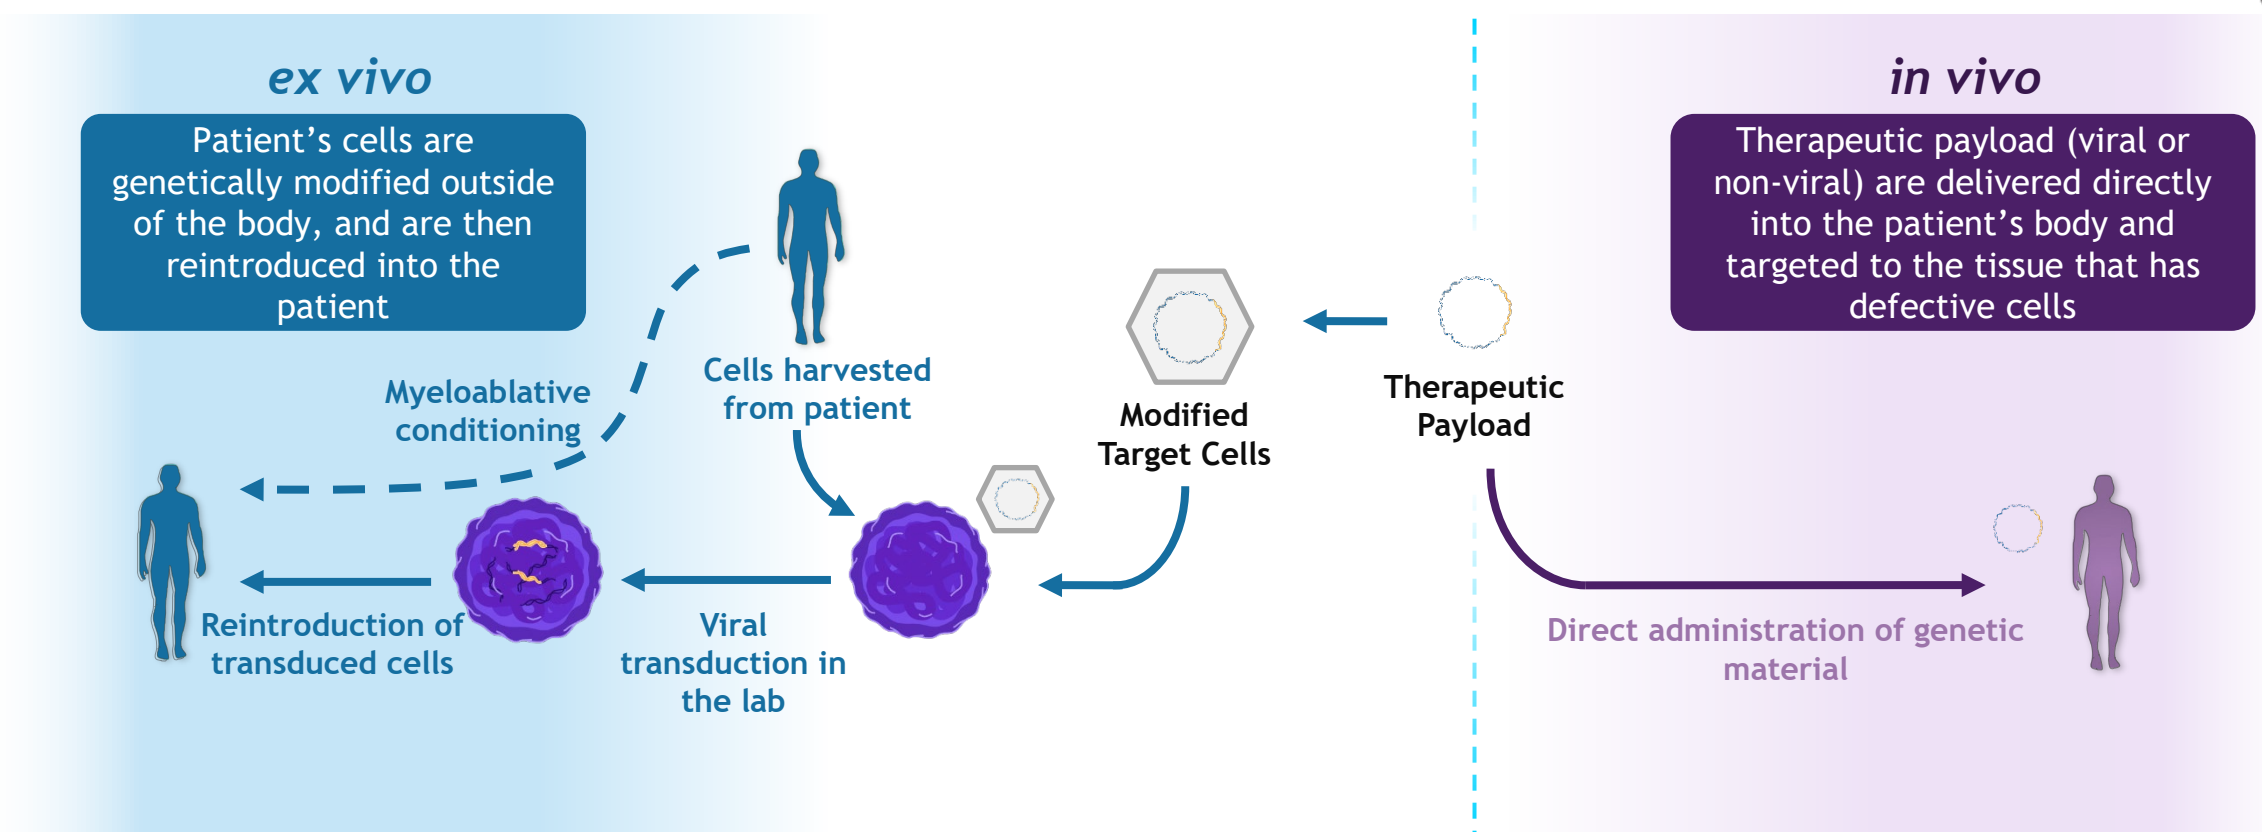 ex vivo
Patient’s cells are
genetically modified outside
of the body, and are then
reintroduced into the
patient
Cells harvested
from patient
Myeloablative
conditioning
Reintroduction of
transduced cells
Viral
transduction in
the lab
Modified
Target Cells
Therapeutic
Payload
in vivo
Therapeutic payload (viral or
non-viral) are delivered directly
into the patient’s body and
targeted to the tissue that has
defective cells
Direct administration of genetic
material